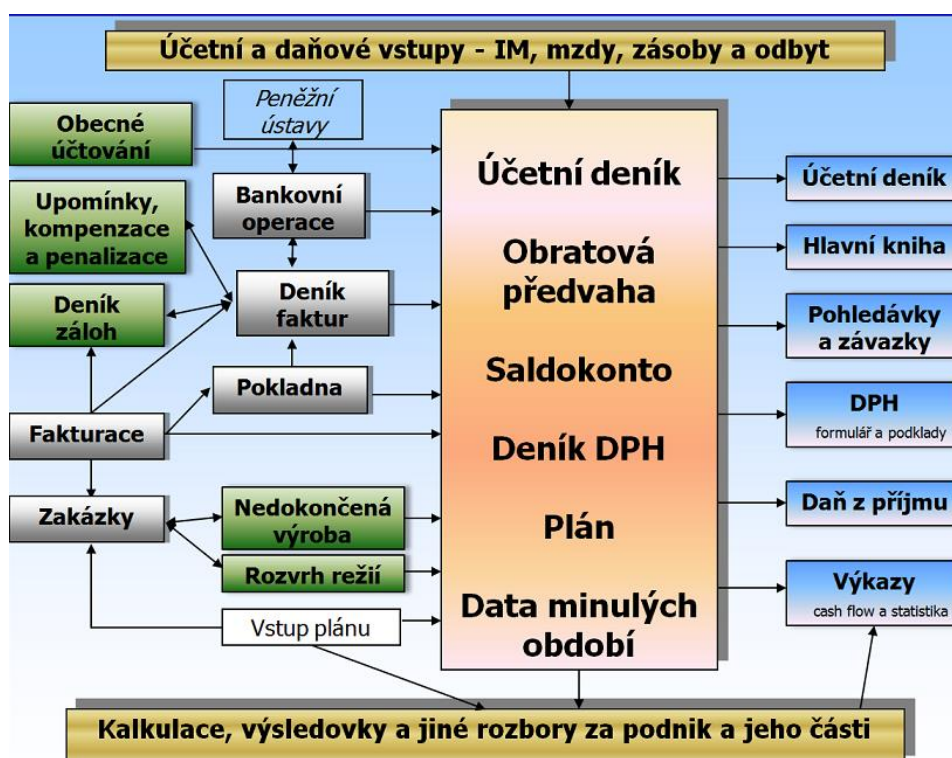 Účetní a daňové vstupy - IM, mzdy, zásoby a odbyt
Peněžní
ústavy
Obecné
účtování
Upomínky,
kompenzace
a penalizace
Bankovní
operace
Deník
záloh
Deník
faktur
Pokladna
Fakturace
Zakázky
Nedokončená
výroba
Rozvrh režií
Vstup plánu
Účetní deník
Obratová
předvaha
Saldokonto
Deník DPH
Plán
Data minulých
období
Účetní deník
Hlavní kniha
Pohledávky
a závazky
DPH
formulář a podklady
Daň z příjmu
Výkazy
cash flow a statistika
Kalkulace, výsledovky a jiné rozbory za podnik a jeho části